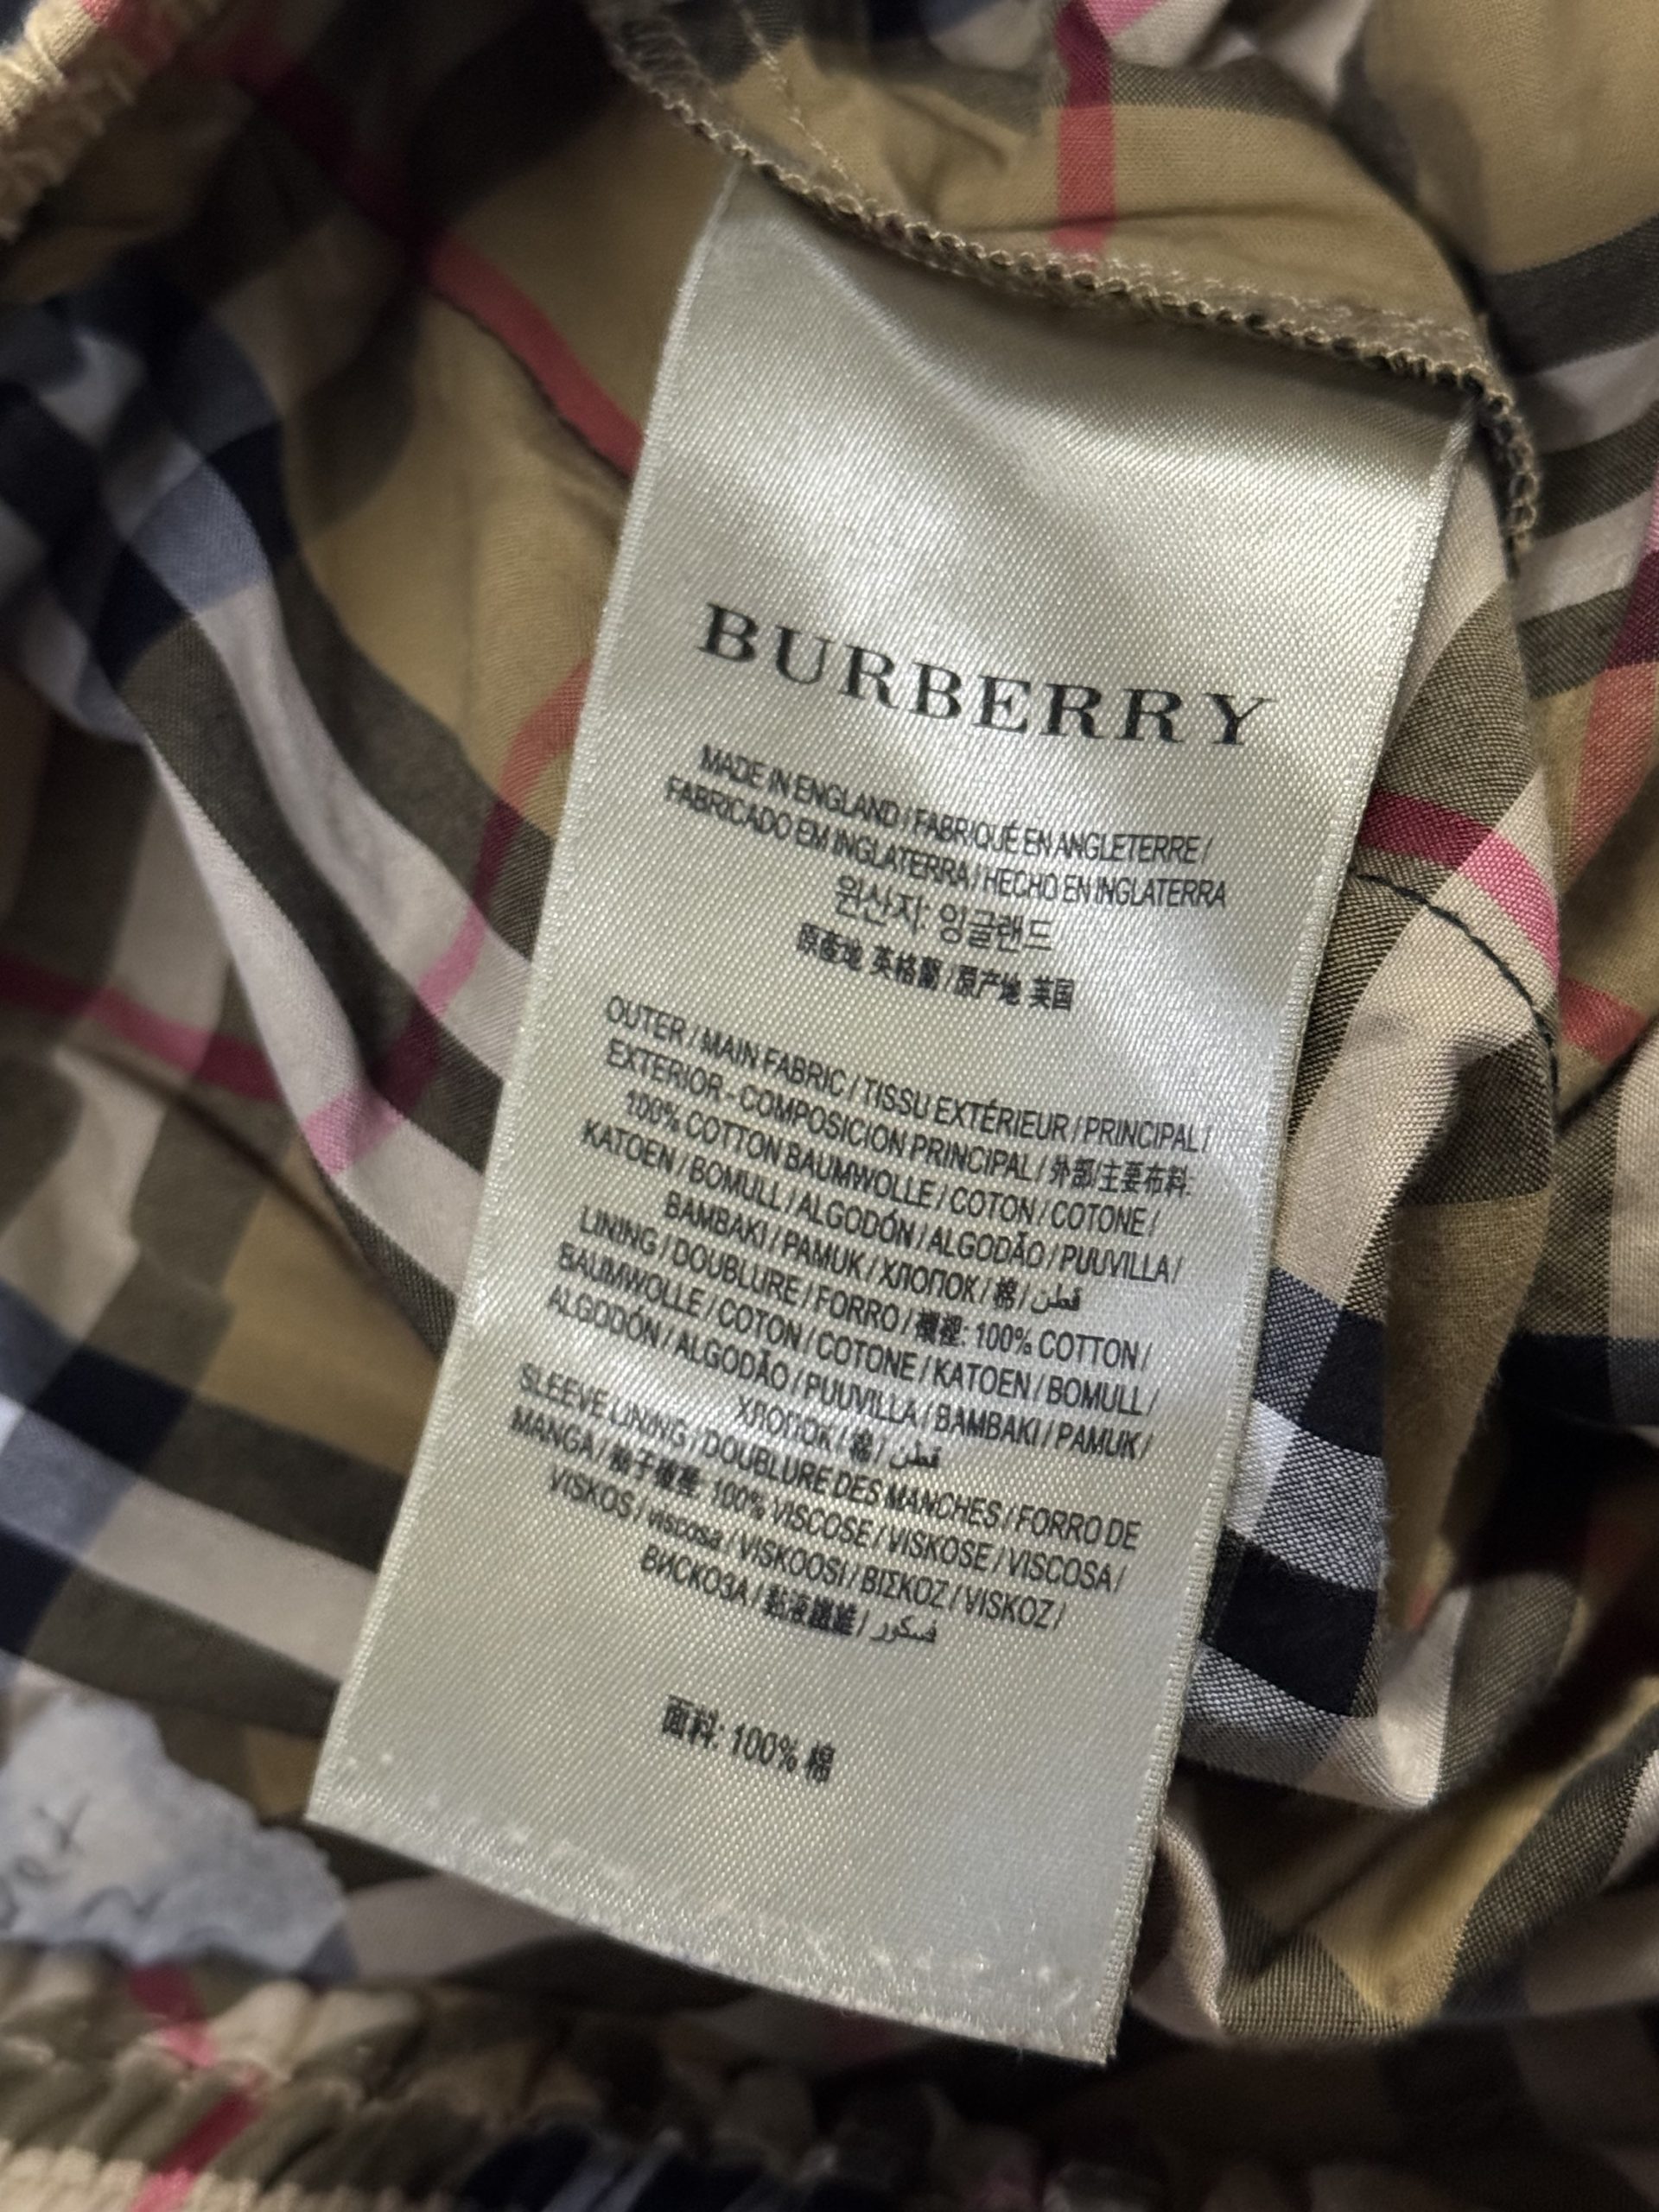 BURBERRY
MADE IN ENGLAND / FABRIQUÉ EN ANGLETERRE /
FABRICADO EM INGLATERRA / HECHO EN INGLATERRA
원산지: 잉글랜드
原產地 英格蘭 / 原产地 英国
OUTER / MAIN FABRIC / TISSU EXTÉRIEUR / PRINCIPAL /
EXTERIOR - COMPOSICION PRINCIPAL / 外部/主要布料:
100% COTTON BAUMWOLLE / COTON / COTONE /
KATOEN / BOMULL / ALGODÓN / ALGODÃO / PUUVILLA /
BAMBAKI / PAMUK / ХЛОПОК / 棉 / قطن
LINING / DOUBLURE / FORRO / 襯裡: 100% COTTON /
BAUMWOLLE / COTON / COTONE / KATOEN / BOMULL /
ALGODÓN / ALGODÃO / PUUVILLA / BAMBAKI / PAMUK /
ХЛОПОК / 棉 / قطن
SLEEVE LINING / DOUBLURE DES MANCHES / FORRO DE
MANGA / 袖子襯裡: 100% VISCOSE / VISKOSE / VISCOSA /
VISKOS / viscosa / VISKOOSI / ΒΙΣΚΟΖ / VISKOZ /
ВИСКОЗА / 黏液纖維 / فسكوز
面料: 100% 棉